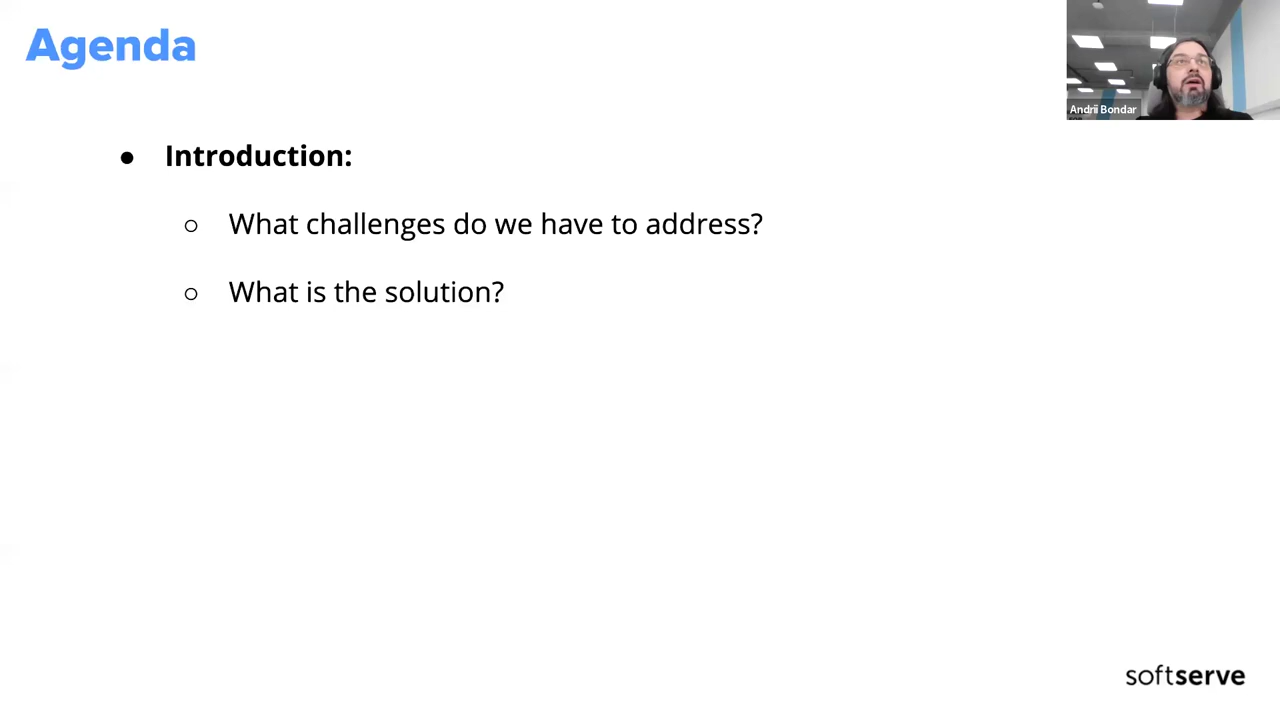 Agenda
Andrii Bondar
● Introduction:
○ What challenges do we have to address?
○ What is the solution?
softserve